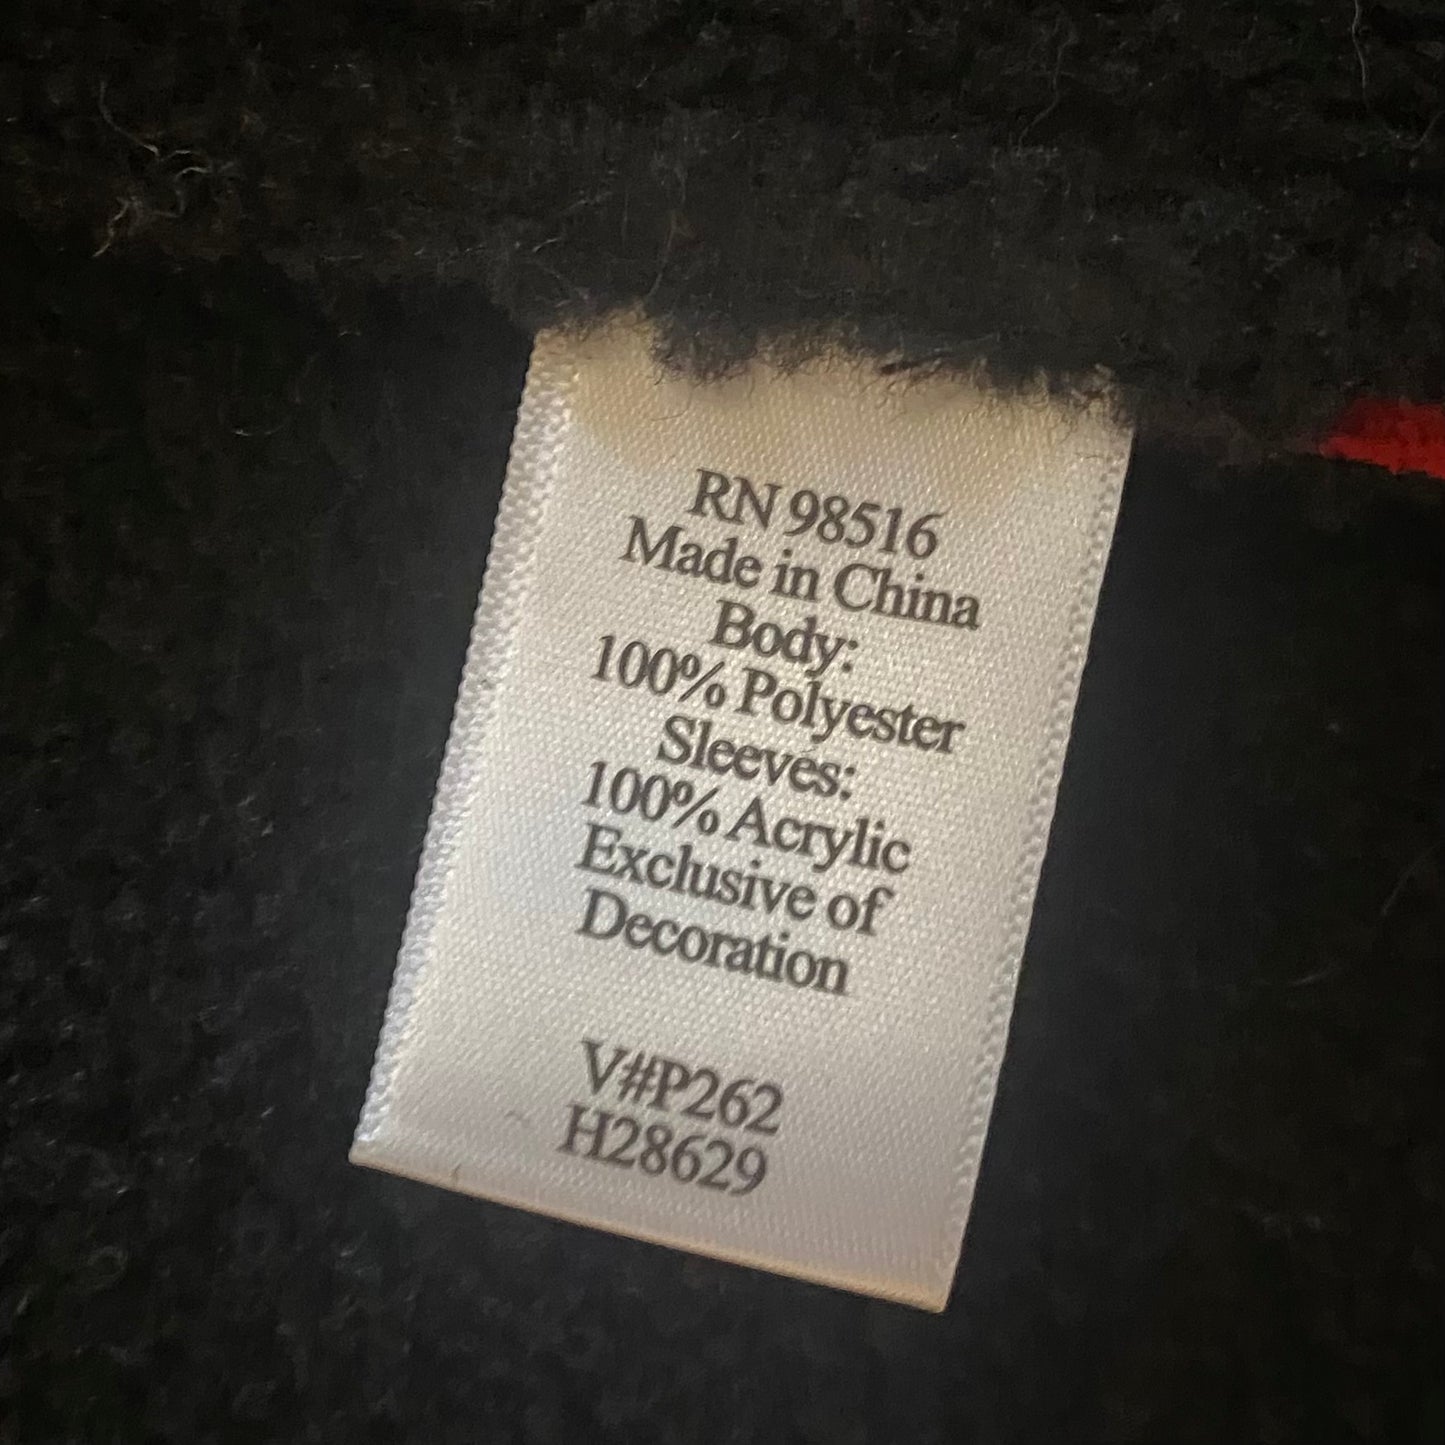 RN 98516
Made in China
Body:
100% Polyester
Sleeves:
100% Acrylic
Exclusive of
Decoration
V#P262
H28629